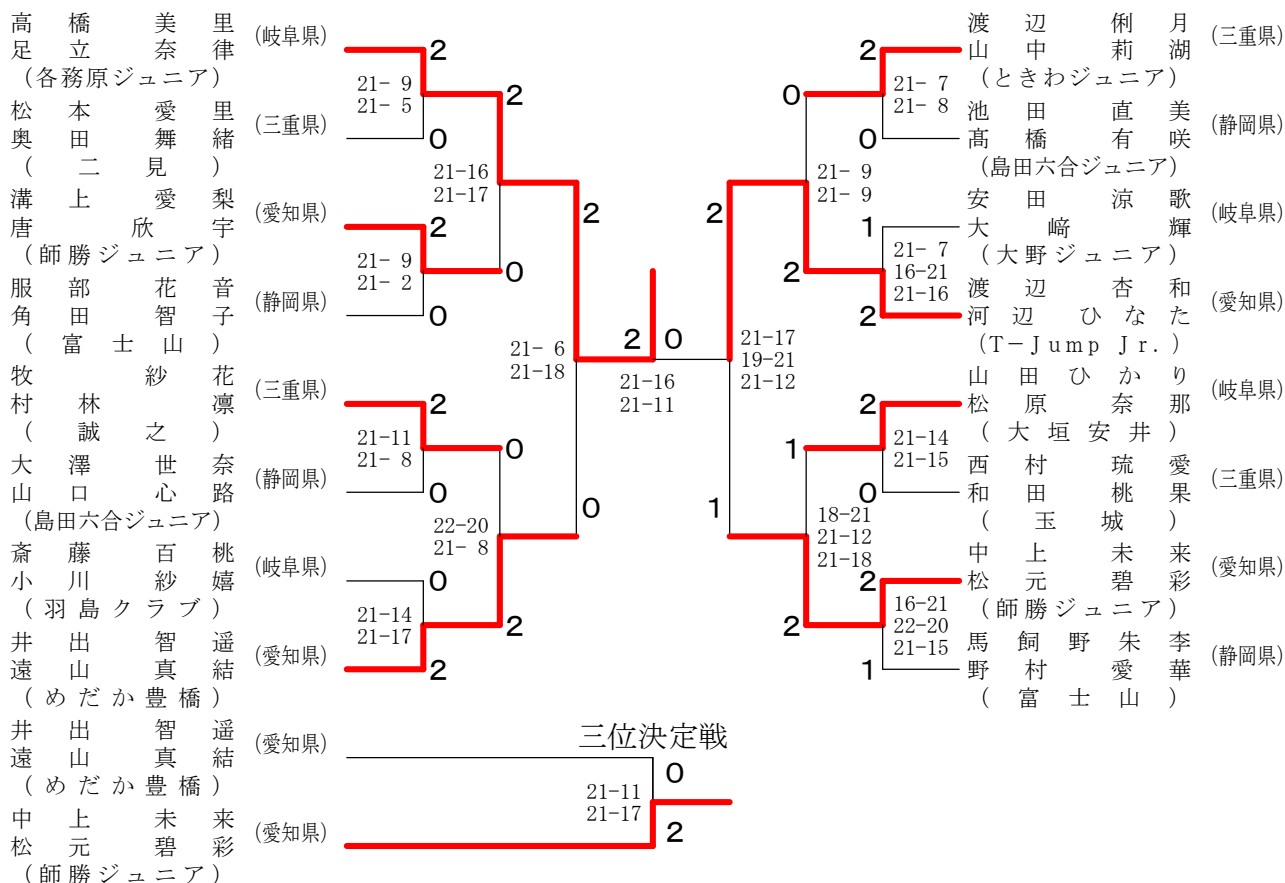 高橋美里
足立奈律
(各務原ジュニア)
(岐阜県)
2
21- 9
21- 5
松本愛里
奥田舞緒
(二見)
(三重県)
0
2
21-16
21-17
溝上愛梨
唐欣宇
(師勝ジュニア)
(愛知県)
2
21- 9
21- 2
0
服部花音
角田智子
(富士山)
(静岡県)
0
2
21- 6
21-18
牧紗花
村林凛
(誠之)
(三重県)
2
21-11
21- 8
0
大澤世奈
山口心路
(島田六合ジュニア)
(静岡県)
0
0
22-20
21- 8
斎藤百桃
小川紗嬉
(羽島クラブ)
(岐阜県)
0
21-14
21-17
2
井出智遥
遠山真結
(めだか豊橋)
(愛知県)
2
2
0
21-16
21-11
渡辺俐月
山中莉湖
(ときわジュニア)
(三重県)
2
21- 7
21- 8
0
池田直美
髙橋有咲
(島田六合ジュニア)
(静岡県)
0
21- 9
21- 9
2
安田涼歌
大﨑輝
(大野ジュニア)
(岐阜県)
1
21- 7
16-21
21-16
2
渡辺杏和
河辺ひなた
(T-Jump Jr.)
(愛知県)
2
21-17
19-21
21-12
山田ひかり
松原奈那
(大垣安井)
(岐阜県)
2
21-14
21-15
1
西村琉愛
和田桃果
(玉城)
(三重県)
0
1
18-21
21-12
21-18
中上未来
松元碧彩
(師勝ジュニア)
(愛知県)
2
16-21
22-20
21-15
2
馬飼野朱李
野村愛華
(富士山)
(静岡県)
1
三位決定戦
井出智遥
遠山真結
(めだか豊橋)
(愛知県)
0
21-11
21-17
中上未来
松元碧彩
(師勝ジュニア)
(愛知県)
2